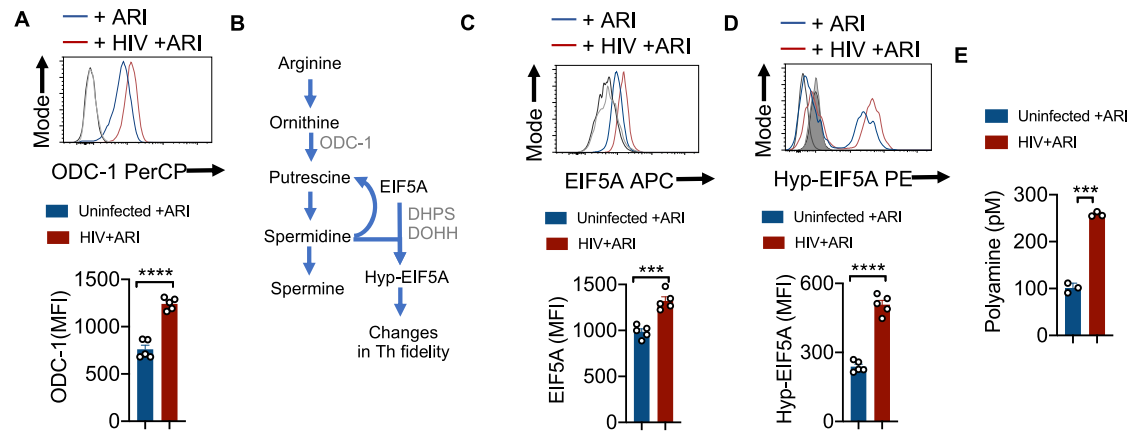 A
+ ARI
+ HIV +ARI
Mode
ODC-1 PerCP
Uninfected +ARI
HIV+ARI
ODC-1(MFI)
1500
1000
500
0
****
B
Arginine
Ornithine
ODC-1
Putrescine
EIF5A
DHPS
DOHH
Spermidine
Hyp-EIF5A
Spermine
Changes
in Th fidelity
C
+ ARI
+ HIV +ARI
Mode
EIF5A APC
Uninfected +ARI
HIV+ARI
EIF5A (MFI)
1500
1000
500
0
***
D
+ ARI
+ HIV +ARI
Mode
Hyp-EIF5A PE
Uninfected +ARI
HIV+ARI
Hyp-EIF5A (MFI)
600
300
0
****
E
Uninfected +ARI
HIV+ARI
Polyamine (pM)
300
200
100
0
***